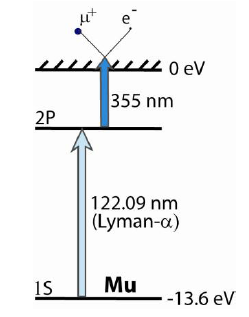 μ⁺ e⁻
0 eV
355 nm
2P
122.09 nm
(Lyman-α)
1S Mu -13.6 eV